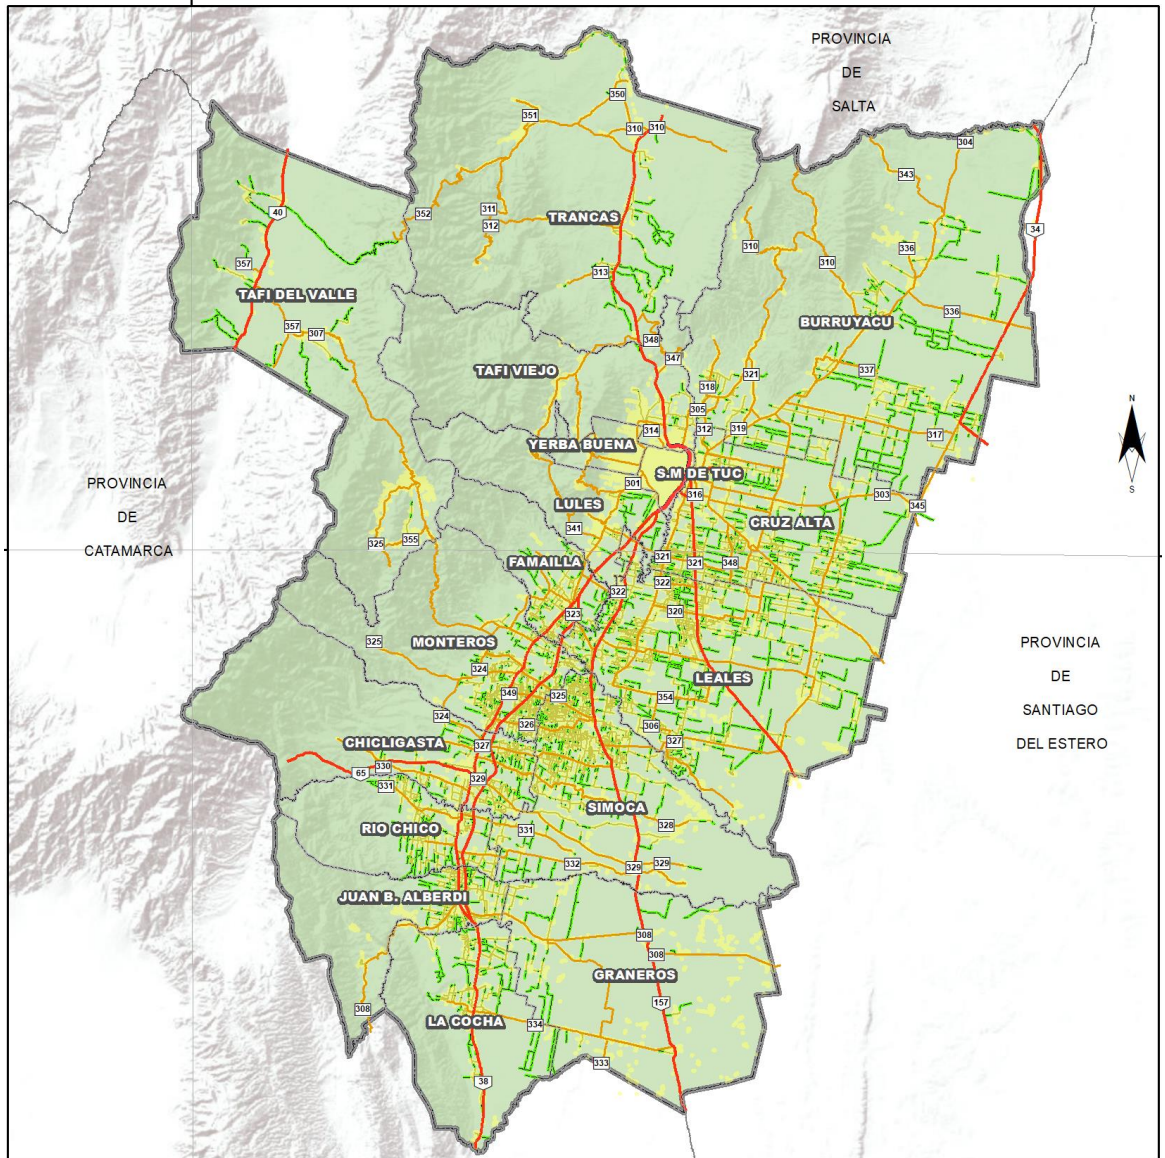 PROVINCIA
DE
SALTA
350
351
310
310
304
343
352
311
312
TRANCAS
40
34
310
336
357
310
313
TAFI DEL VALLE
336
BURRUYACU
357
307
348
347
TAFI VIEJO
337
321
318
305
314
312
319
317
YERBA BUENA
S.M DE TUC
N
S
PROVINCIA
DE
CATAMARCA
301
316
303
LULES
345
CRUZ ALTA
341
325
355
FAMAILLA
321
321
348
322
322
323
320
325
MONTEROS
PROVINCIA
DE
SANTIAGO
DEL ESTERO
324
LEALES
349
325
354
324
326
306
327
CHICLIGASTA
327
65
330
329
331
SIMOCA
RIO CHICO
331
328
332
329
329
JUAN B. ALBERDI
308
308
GRANEROS
157
308
LA COCHA
334
333
38